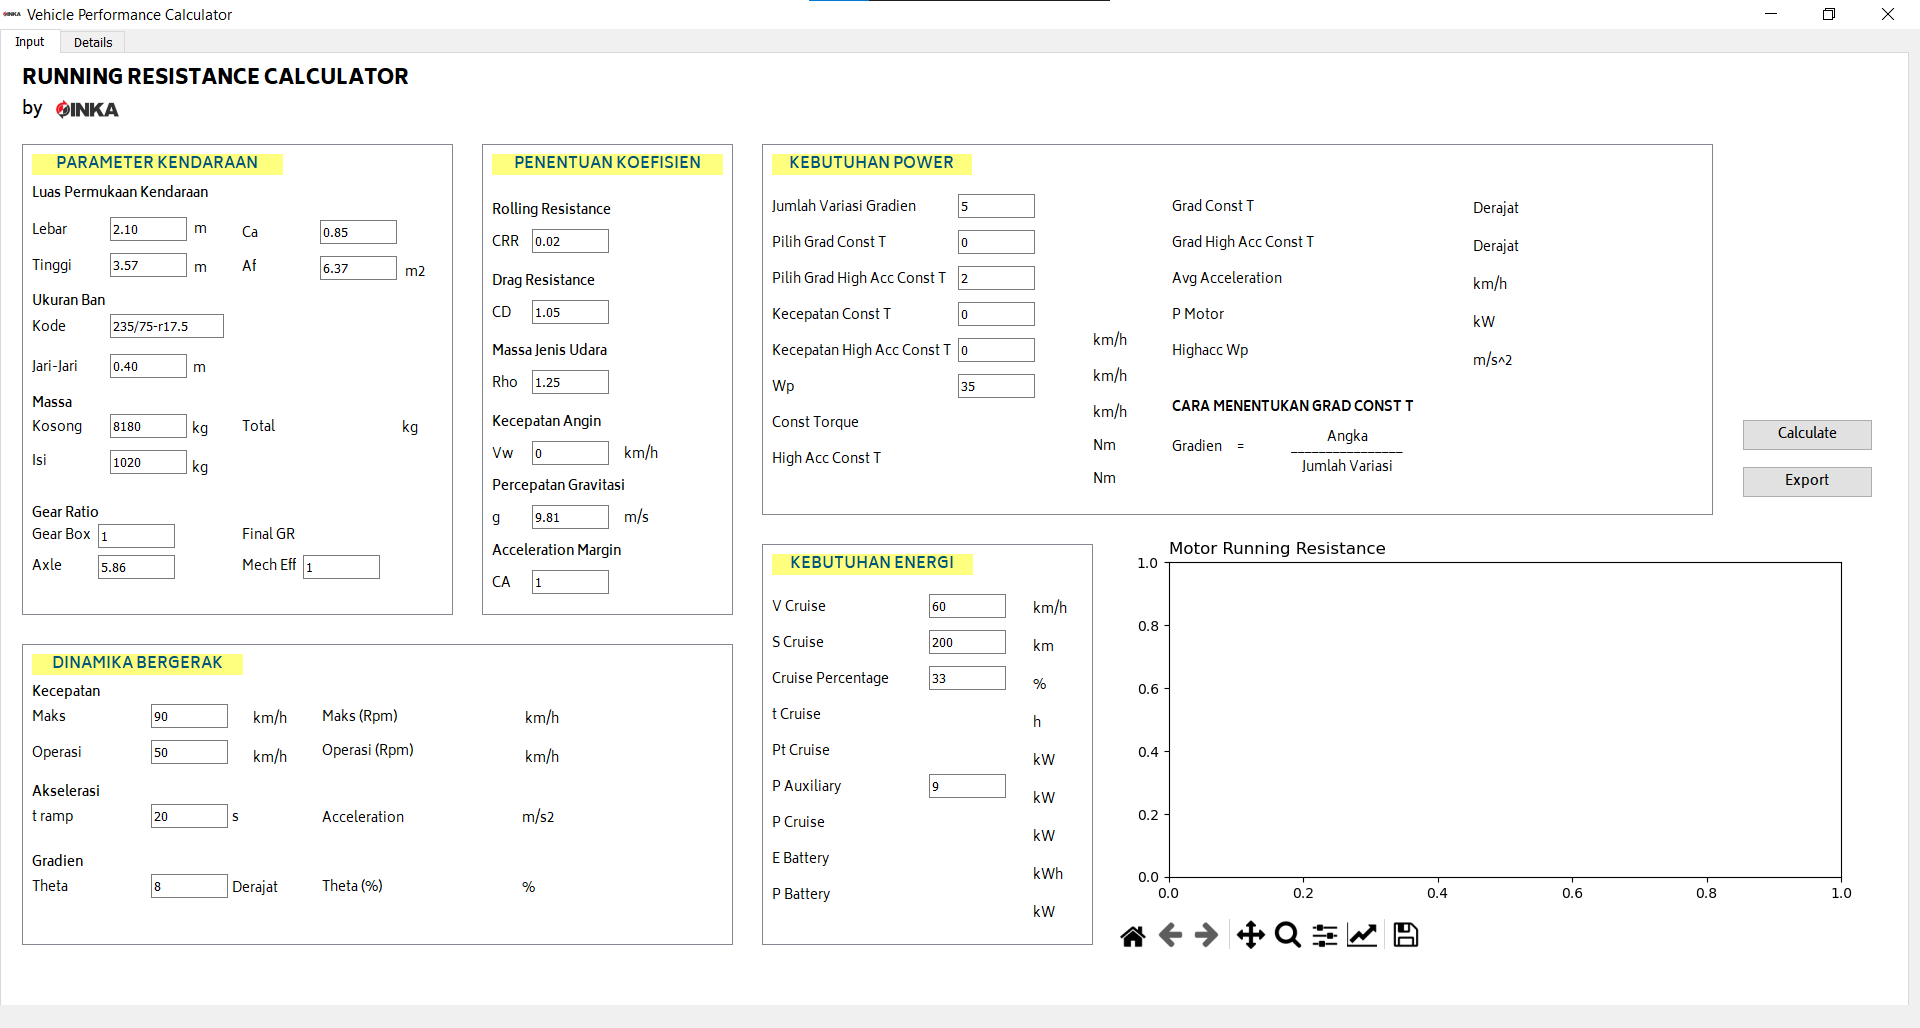 INKA Vehicle Performance Calculator
Input Details
RUNNING RESISTANCE CALCULATOR
by INKA
PARAMETER KENDARAAN
Luas Permukaan Kendaraan
Lebar 2.10 m Ca 0.85
Tinggi 3.57 m Af 6.37 m2
Ukuran Ban
Kode 235/75-r17.5
Jari-Jari 0.40 m
Massa
Kosong 8180 kg Total kg
Isi 1020 kg
Gear Ratio
Gear Box 1 Final GR
Axle 5.86 Mech Eff 1
PENENTUAN KOEFISIEN
Rolling Resistance
CRR 0.02
Drag Resistance
CD 1.05
Massa Jenis Udara
Rho 1.25
Kecepatan Angin
Vw 0 km/h
Percepatan Gravitasi
g 9.81 m/s
Acceleration Margin
CA 1
KEBUTUHAN POWER
Jumlah Variasi Gradien 5
Pilih Grad Const T 0
Pilih Grad High Acc Const T 2
Kecepatan Const T 0 km/h
Kecepatan High Acc Const T 0 km/h
Wp 35 km/h
Const Torque Nm
High Acc Const T Nm
Grad Const T Derajat
Grad High Acc Const T Derajat
Avg Acceleration km/h
P Motor kW
Highacc Wp m/s^2
CARA MENENTUKAN GRAD CONST T
Angka
Gradien = ________________
Jumlah Variasi
Calculate
Export
DINAMIKA BERGERAK
Kecepatan
Maks 90 km/h Maks (Rpm) km/h
Operasi 50 km/h Operasi (Rpm) km/h
Akselerasi
t ramp 20 s Acceleration m/s2
Gradien
Theta 8 Derajat Theta (%) %
KEBUTUHAN ENERGI
V Cruise 60 km/h
S Cruise 200 km
Cruise Percentage 33 %
t Cruise h
Pt Cruise kW
P Auxiliary 9 kW
P Cruise kW
E Battery kWh
P Battery kW
Motor Running Resistance
1.0
0.8
0.6
0.4
0.2
0.0
0.0 0.2 0.4 0.6 0.8 1.0